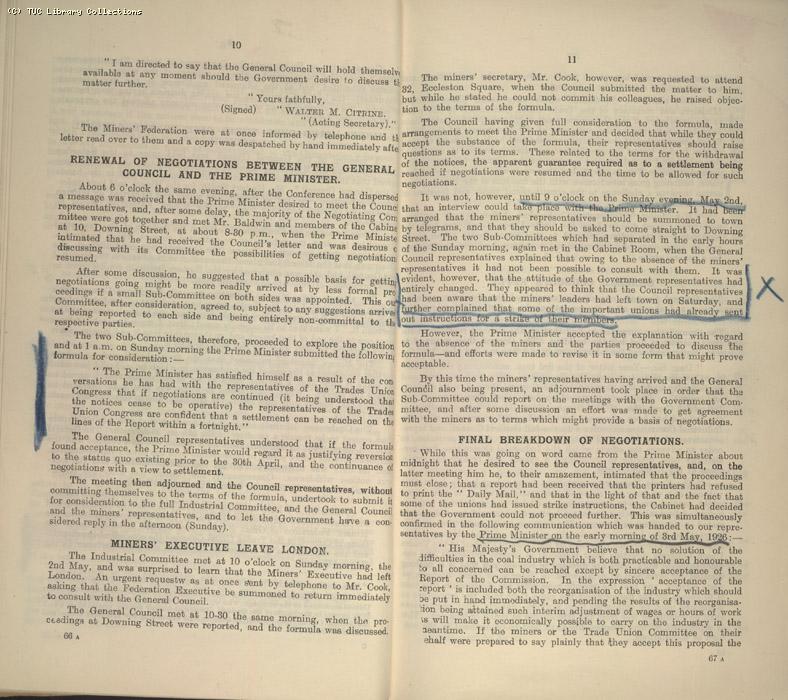 (C) TUC Library Collections
10
" I am directed to say that the General Council will hold themselv
available at any moment should the Government desire to discuss th
matter further.
" Yours faithfully,
(Signed) " WALTER M. CITRINE.
" (Acting Secretary)."
The Miners' Federation were at once informed by telephone and th
letter read over to them and a copy was despatched by hand immediately afte
RENEWAL OF NEGOTIATIONS BETWEEN THE GENERAL
COUNCIL AND THE PRIME MINISTER.
About 6 o'clock the same evening, after the Conference had dispersed
a message was received that the Prime Minister desired to meet the Counc
representatives, and, after some delay, the majority of the Negotiating Com
mittee were got together and met Mr. Baldwin and members of the Cabine
at 10, Downing Street, at about 8-30 p.m., when the Prime Ministe
intimated that he had received the Council's letter and was desirous o
discussing with its Committee the possibilities of getting negotiation
resumed.
After some discussion, he suggested that a possible basis for getting
negotiations going might be more readily arrived at by less formal pro
ceedings if a small Sub-Committee on both sides was appointed. This our
Committee, after consideration, agreed to, subject to any suggestions arrive
at being reported to each side and being entirely non-committal to th
respective parties.
The two Sub-Committees, therefore, proceeded to explore the position
and at 1 a.m. on Sunday morning the Prime Minister submitted the followin
formula for consideration:—
" The Prime Minister has satisfied himself as a result of the con
versations he has had with the representatives of the Trades Union
Congress that if negotiations are continued (it being understood tha
the notices cease to be operative) the representatives of the Trades
Union Congress are confident that a settlement can be reached on the
lines of the Report within a fortnight."
The General Council representatives understood that if the formula
found acceptance, the Prime Minister would regard it as justifying reversio
to the status quo existing prior to the 30th April, and the continuance o
negotiations with a view to settlement.
The meeting then adjourned and the Council representatives, without
committing themselves to the terms of the formula, undertook to submit i
for consideration to the full Industrial Committee, and the General Council
and the miners' representatives, and to let the Government have a con-
sidered reply in the afternoon (Sunday).
MINERS' EXECUTIVE LEAVE LONDON.
The Industrial Committee met at 10 o'clock on Sunday morning, the
2nd May, and was surprised to learn that the Miners' Executive had left
London. An urgent requestw as at once sent by telephone to Mr. Cook,
asking that the Federation Executive be summoned to return immediately
to consult with the General Council.
The General Council met at 10-30 the same morning, when the pro-
ceedings at Downing Street were reported, and the formula was discussed.
66 A
11
The miners' secretary, Mr. Cook, however, was requested to attend
32, Eccleston Square, when the Council submitted the matter to him,
but while he stated he could not commit his colleagues, he raised objec-
tion to the terms of the formula.
The Council having given full consideration to the formula, made
arrangements to meet the Prime Minister and decided that while they could
accept the substance of the formula, their representatives should raise
questions as to its terms. These related to the terms for the withdrawal
of the notices, the apparent guarantee required as to a settlement being
reached if negotiations were resumed and the time to be allowed for such
negotiations.
It was not, however, until 9 o'clock on the Sunday evening, May 2nd,
that an interview could take place with the Prime Minister. It had been
arranged that the miners' representatives should be summoned to town
by telegrams, and that they should be asked to come straight to Downing
Street. The two Sub-Committees which had separated in the early hours
of the Sunday morning, again met in the Cabinet Room, when the General
Council representatives explained that owing to the absence of the miners'
representatives it had not been possible to consult with them. It was
evident, however, that the attitude of the Government representatives had
entirely changed. They appeared to think that the Council representatives
had been aware that the miners' leaders had left town on Saturday, and
further complained that some of the important unions had already sent
out instructions for a strike of their members.
X
However, the Prime Minister accepted the explanation with regard
to the absence of the miners and the parties proceeded to discuss the
formula—and efforts were made to revise it in some form that might prove
acceptable.
By this time the miners' representatives having arrived and the General
Council also being present, an adjournment took place in order that the
Sub-Committee could report on the meetings with the Government Com-
mittee, and after some discussion an effort was made to get agreement
with the miners as to terms which might provide a basis of negotiations.
FINAL BREAKDOWN OF NEGOTIATIONS.
While this was going on word came from the Prime Minister about
midnight that he desired to see the Council representatives, and, on the
latter meeting him, to their amazement, intimated that the proceedings
must close; that a report had been received that the printers had refused
to print the " Daily Mail," and that in the light of that and the fact that
some of the unions had issued strike instructions, the Cabinet had decided
that the Government could not proceed further. This was simultaneously
confirmed in the following communication which was handed to our repre-
sentatives by the Prime Minister on the early morning of 3rd May, 1926:—
" His Majesty's Government believe that no solution of the
difficulties in the coal industry which is both practicable and honourable
to all concerned can be reached except by sincere acceptance of the
Report of the Commission. In the expression ' acceptance of the
report ' is included both the reorganisation of the industry which should
be put in hand immediately, and pending the results of the reorganisa-
tion being attained such interim adjustment of wages or hours of work
as will make it economically possible to carry on the industry in the
meantime. If the miners or the Trade Union Committee on their
ehalf were prepared to say plainly that they accept this proposal the
67 A